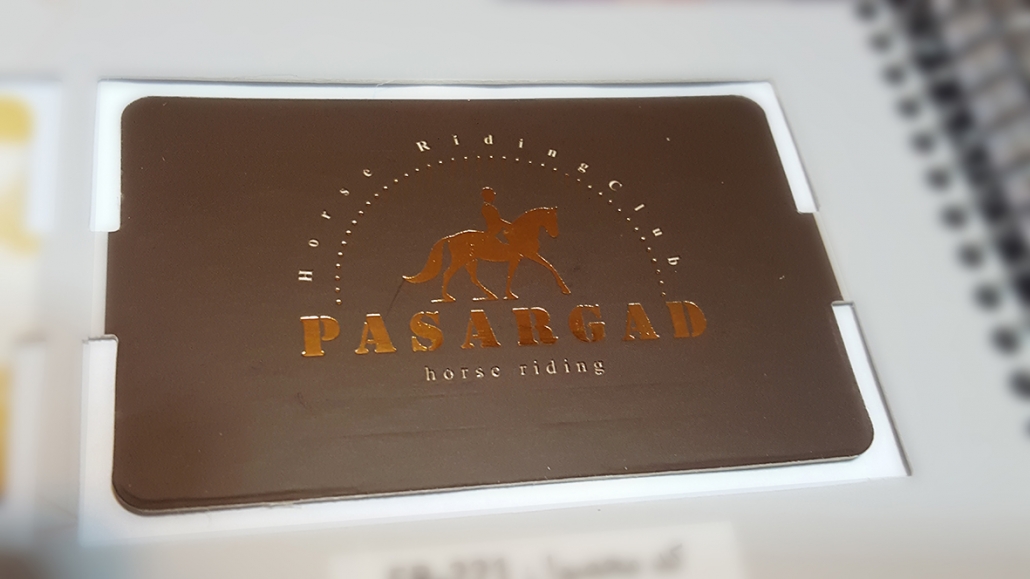 Horse Riding Club
PASARGAD
horse riding